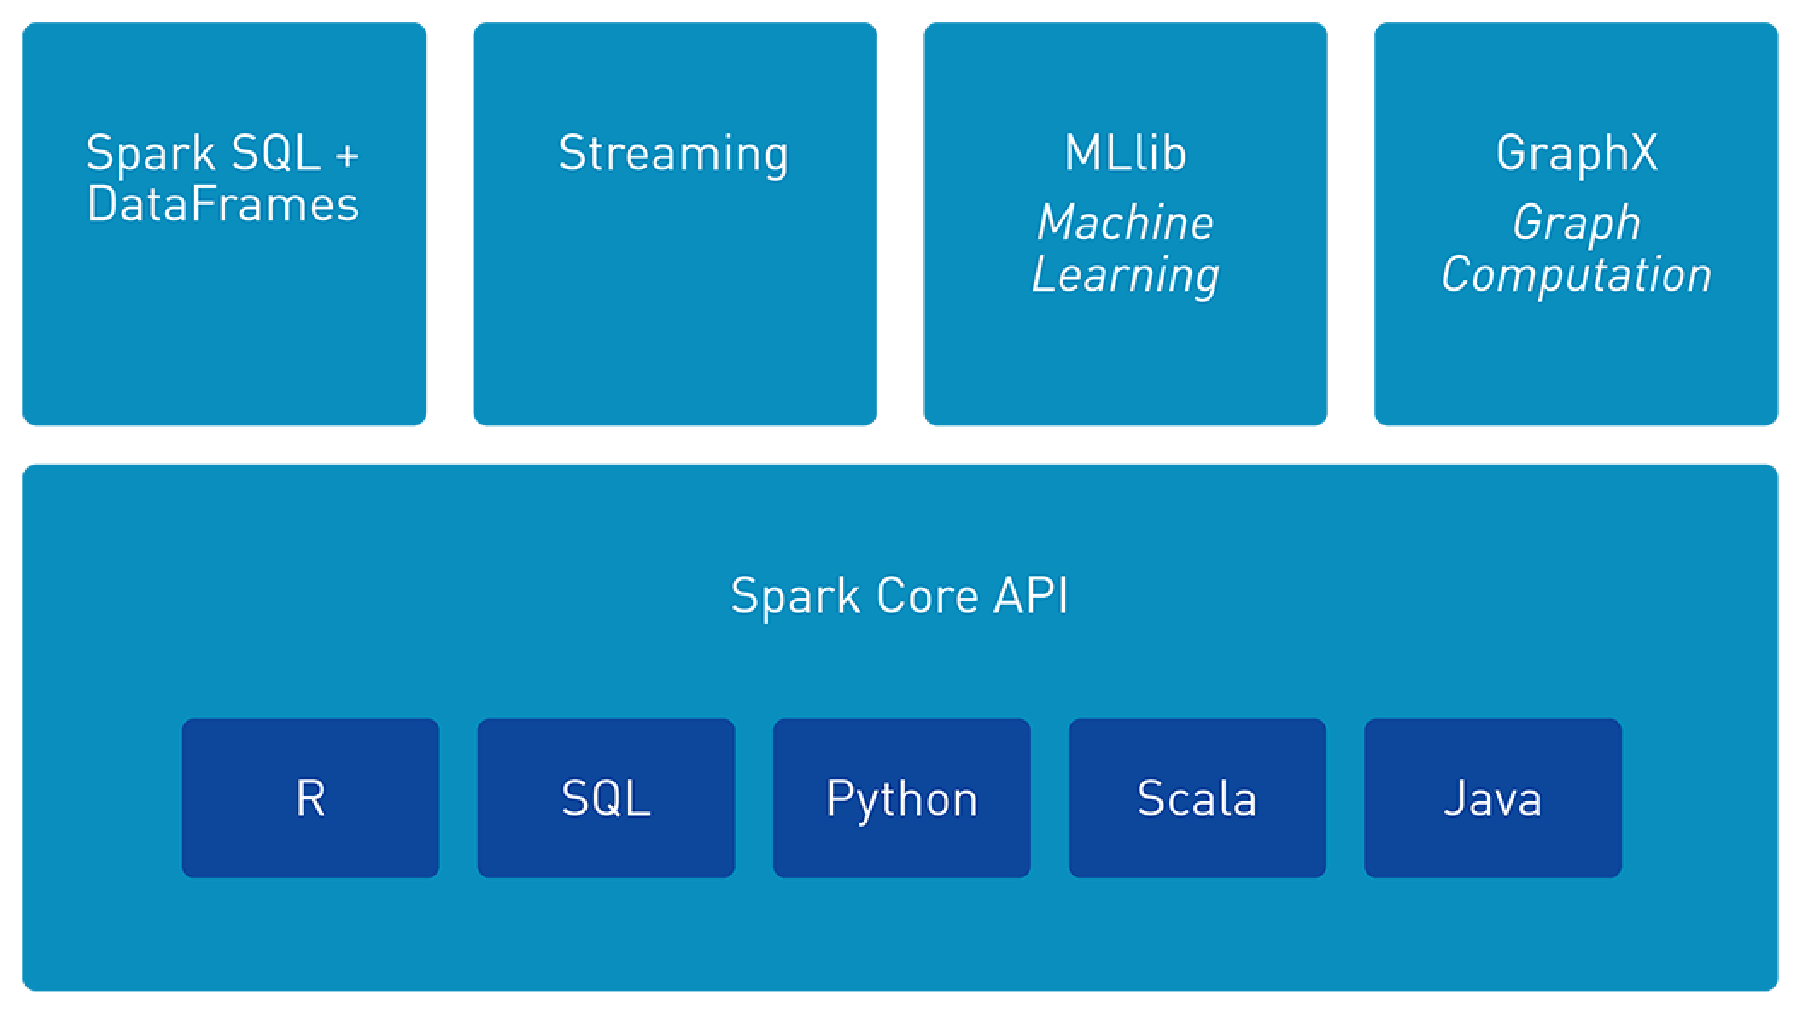 Spark SQL +
DataFrames
Streaming
MLlib
Machine
Learning
GraphX
Graph
Computation
Spark Core API
R
SQL
Python
Scala
Java